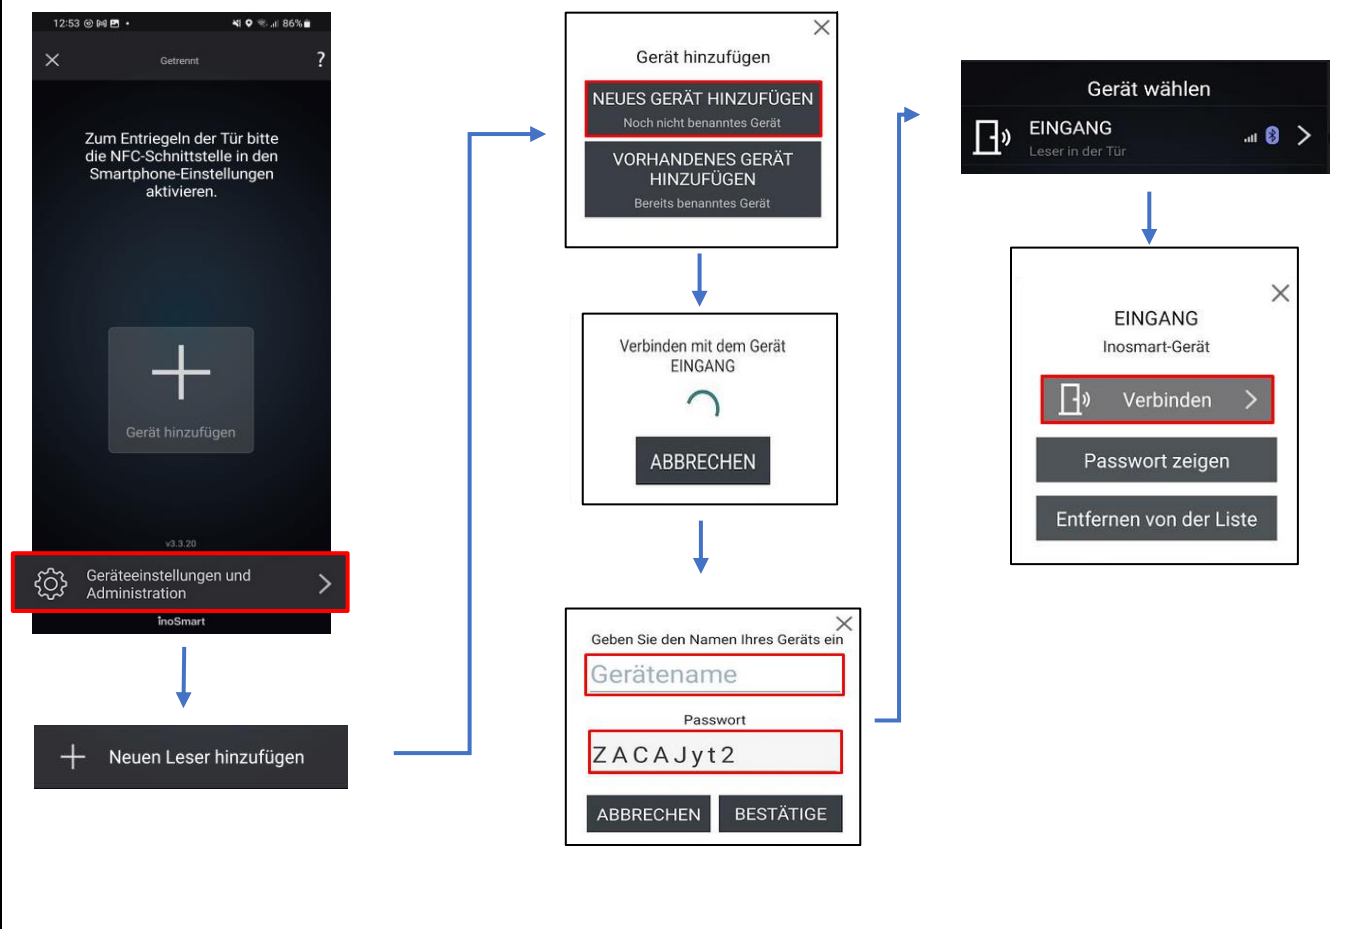 12:53
86%
Getrennt
?
Zum Entriegeln der Tür bitte
die NFC-Schnittstelle in den
Smartphone-Einstellungen
aktivieren.
Gerät hinzufügen
v3.3.20
Geräteeinstellungen und
Administration
inoSmart
Neuen Leser hinzufügen
Gerät hinzufügen
NEUES GERÄT HINZUFÜGEN
Noch nicht benanntes Gerät
VORHANDENES GERÄT
HINZUFÜGEN
Bereits benanntes Gerät
Verbinden mit dem Gerät
EINGANG
ABBRECHEN
Geben Sie den Namen Ihres Geräts ein
Gerätename
Passwort
ZACAJyt2
ABBRECHEN
BESTÄTIGE
Gerät wählen
EINGANG
Leser in der Tür
EINGANG
Inosmart-Gerät
Verbinden
Passwort zeigen
Entfernen von der Liste